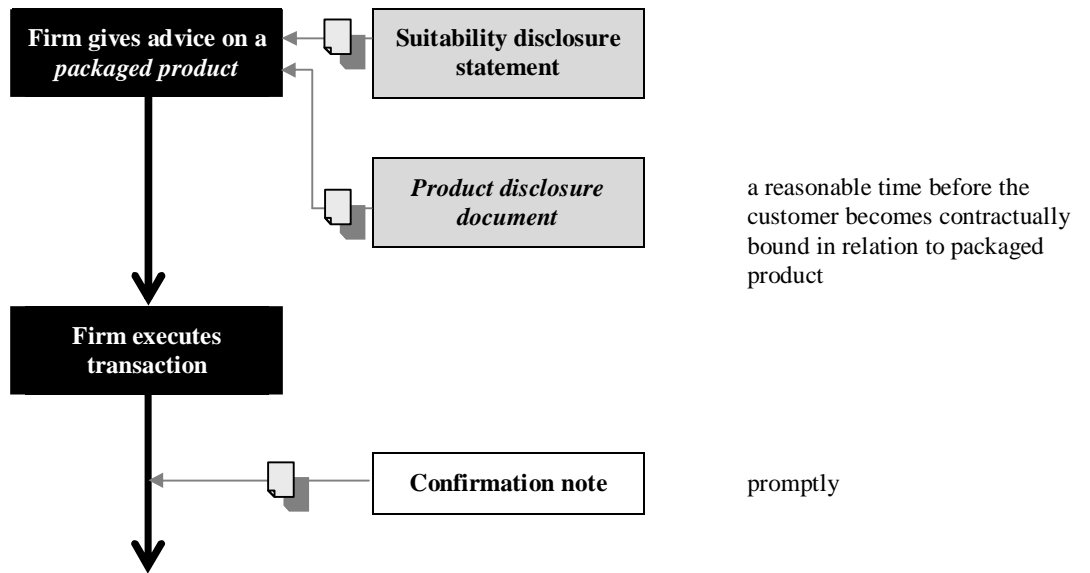 Firm gives advice on a
packaged product
Suitability disclosure
statement
Product disclosure
document
a reasonable time before the
customer becomes contractually
bound in relation to packaged
product
Firm executes
transaction
Confirmation note
promptly